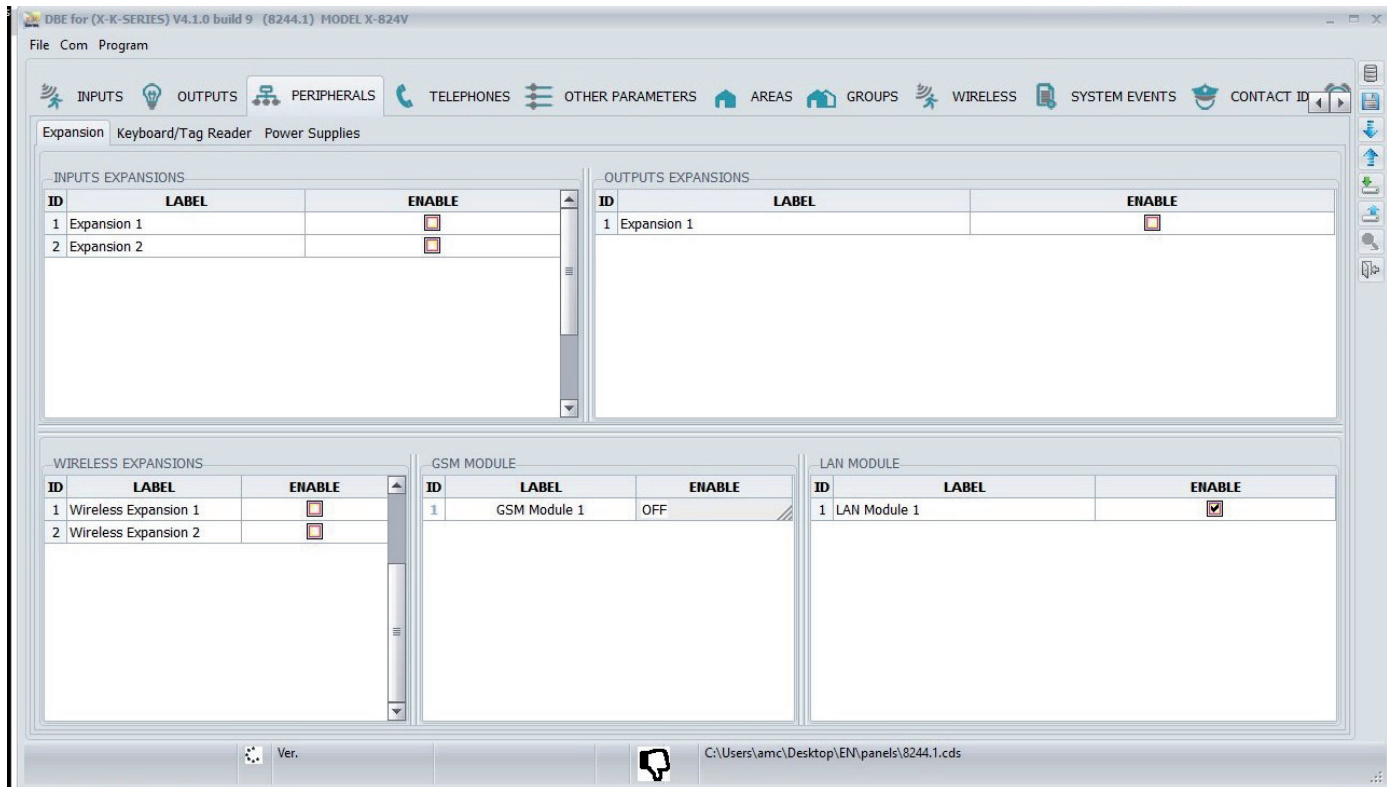 DBE for (X-K-SERIES) V4.1.0 build 9 (8244.1) MODEL X-824V
File Com Program
INPUTS OUTPUTS PERIPHERALS TELEPHONES OTHER PARAMETERS AREAS GROUPS WIRELESS SYSTEM EVENTS CONTACT ID
Expansion Keyboard/Tag Reader Power Supplies
INPUTS EXPANSIONS
ID LABEL ENABLE
1 Expansion 1
2 Expansion 2
OUTPUTS EXPANSIONS
ID LABEL ENABLE
1 Expansion 1
WIRELESS EXPANSIONS
ID LABEL ENABLE
1 Wireless Expansion 1
2 Wireless Expansion 2
GSM MODULE
ID LABEL ENABLE
1 GSM Module 1 OFF
LAN MODULE
ID LABEL ENABLE
1 LAN Module 1
Ver.
C:\Users\amc\Desktop\EN\panels\8244.1.cds